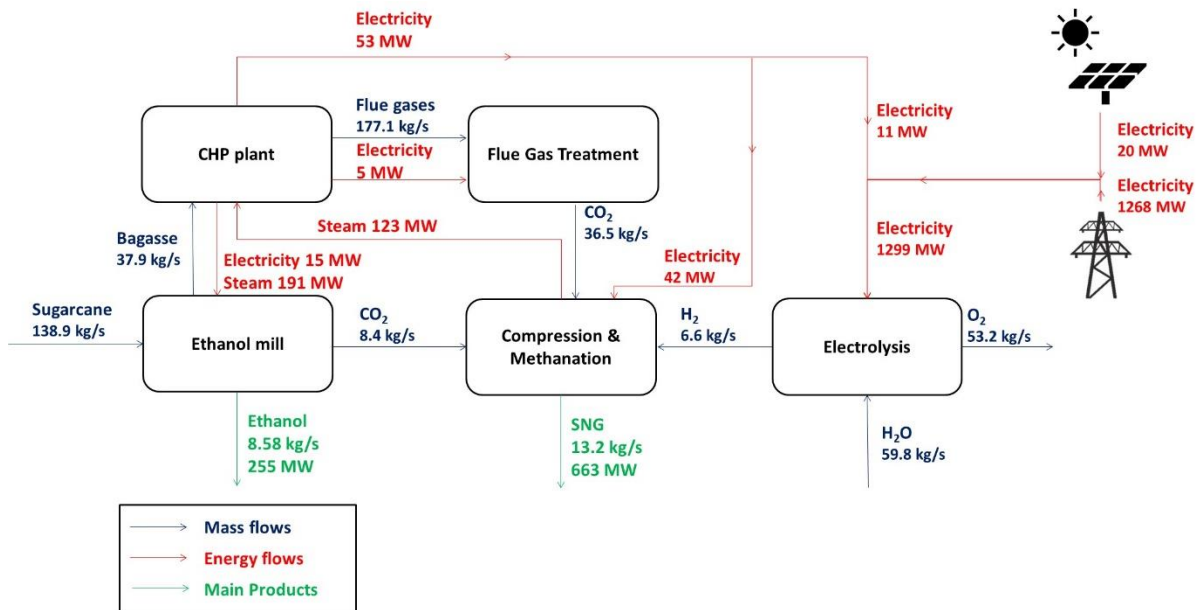 Electricity
53 MW
Flue gases
177.1 kg/s
CHP plant
Electricity
5 MW
Flue Gas Treatment
Electricity
11 MW
Electricity
20 MW
Electricity
1268 MW
Bagasse
37.9 kg/s
Steam 123 MW
CO₂
36.5 kg/s
Electricity
1299 MW
Electricity 15 MW
Steam 191 MW
Electricity
42 MW
Sugarcane
138.9 kg/s
Ethanol mill
CO₂
8.4 kg/s
Compression &
Methanation
H₂
6.6 kg/s
Electrolysis
O₂
53.2 kg/s
Ethanol
8.58 kg/s
255 MW
SNG
13.2 kg/s
663 MW
H₂O
59.8 kg/s
Mass flows
Energy flows
Main Products